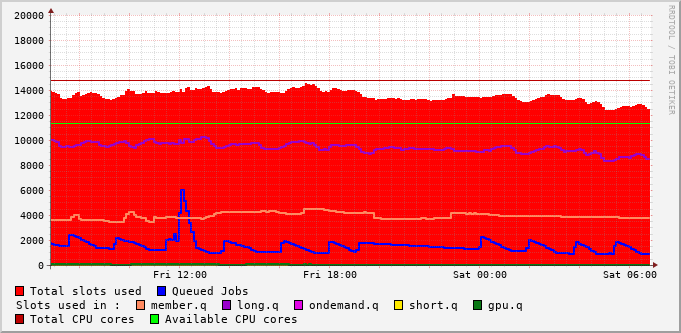 RRDTOOL / TOBI OETIKER
20000
18000
16000
14000
12000
10000
8000
6000
4000
2000
0
Fri 12:00 Fri 18:00 Sat 00:00 Sat 06:00
Total slots used Queued Jobs
Slots used in : member.q long.q ondemand.q short.q gpu.q
Total CPU cores Available CPU cores